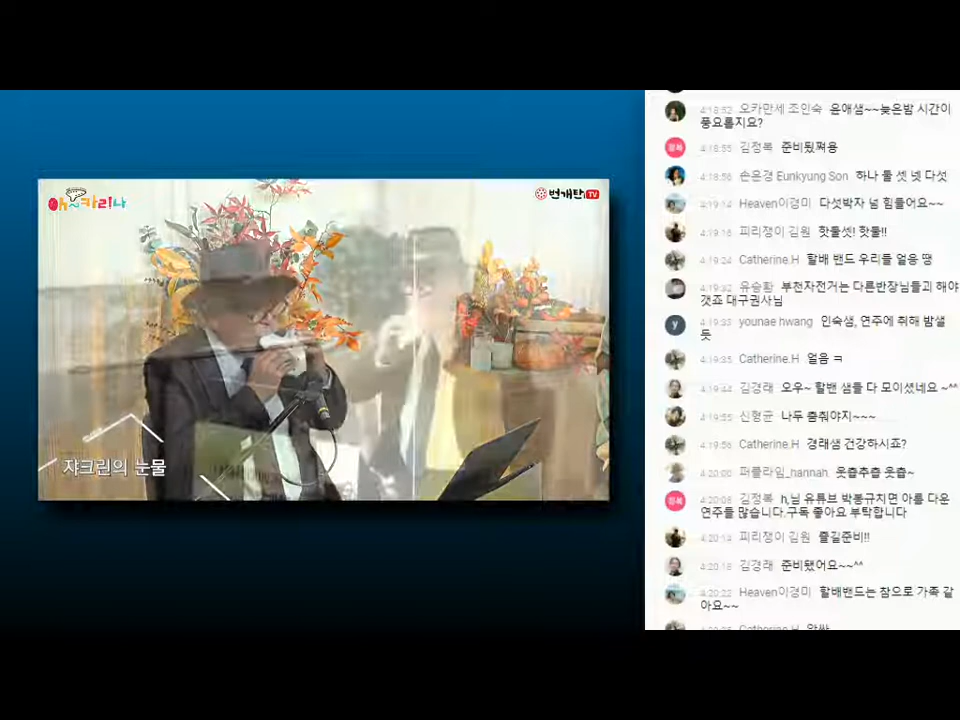 아~카리나
번개탄 TV
쟈크린의 눈물
4:18:52 오카만세 조인숙 은애샘~~늦은밤 시간이
풍요롭지요?
4:18:55 김정복 준비됬쪄용
4:18:56 손은경 Eunkyung Son 하나 둘 셋 넷 다섯
4:19:14 Heaven이경미 다섯박자 넘 힘들어요~~
4:19:16 피리쟁이 김원 핫둘셋! 핫둘!!
4:19:24 Catherine.H 할배 밴드 우리들 얼음 땡
4:19:32 유승환 부천자전거는 다른반장님들괴 해야
갯죠 대구권사님
4:19:33 younae hwang 인숙샘, 연주에 취해 밤샐
듯
4:19:35 Catherine.H 얼음 ㅋ
4:19:44 김경래 오우~ 할밴 샘들 다 모이셨네요 ~^^
4:19:55 신형균 나두 춤춰야지~~~
4:19:56 Catherine.H 경래샘 건강하시죠?
4:20:00 퍼플라임_hannah 웃츱추츱 웃츱~
4:20:08 김정복 h,님 유튜브 박봉규치면 아름 다운
연주들 많습니다.구독 좋아요 부탁합니다
4:20:14 피리쟁이 김원 즐길준비!!
4:20:18 김경래 준비됐어요~~^^
4:20:22 Heaven이경미 할배밴드는 참으로 가족 같
아요~~
Catherine.H